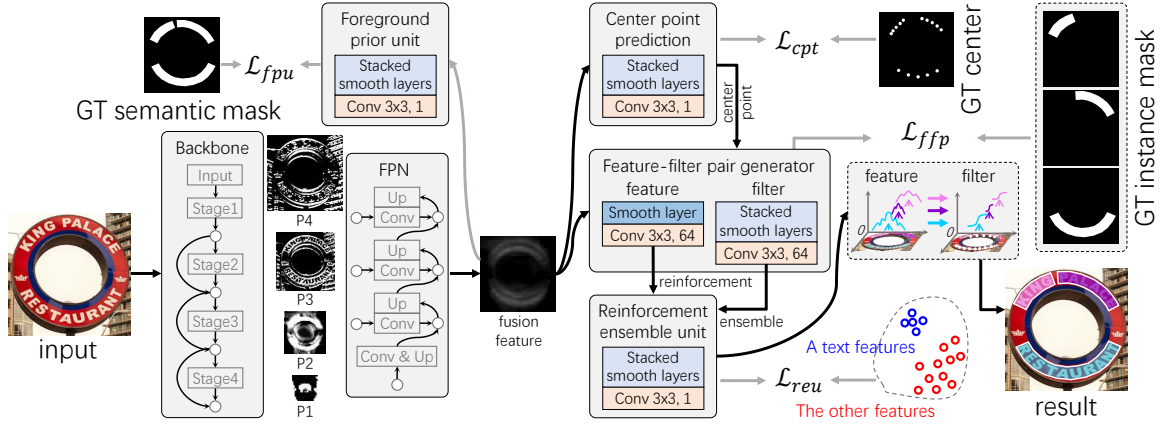 GT semantic mask
ℒfpu
Foreground
prior unit
Stacked
smooth layers
Conv 3x3, 1
Center point
prediction
Stacked
smooth layers
Conv 3x3, 1
ℒcpt
GT center
GT instance mask
center
point
Backbone
Input
Stage1
Stage2
Stage3
Stage4
P4
P3
P2
P1
FPN
Up
Conv
Up
Conv
Up
Conv
Conv & Up
fusion
feature
Feature-filter pair generator
feature
Smooth layer
Conv 3x3, 64
filter
Stacked
smooth layers
Conv 3x3, 64
ℒffp
feature
filter
0
0
reinforcement
ensemble
Reinforcement
ensemble unit
Stacked
smooth layers
Conv 3x3, 1
ℒreu
A text features
The other features
KING PALACE
RESTAURANT
input
KING PALACE
RESTAURANT
result